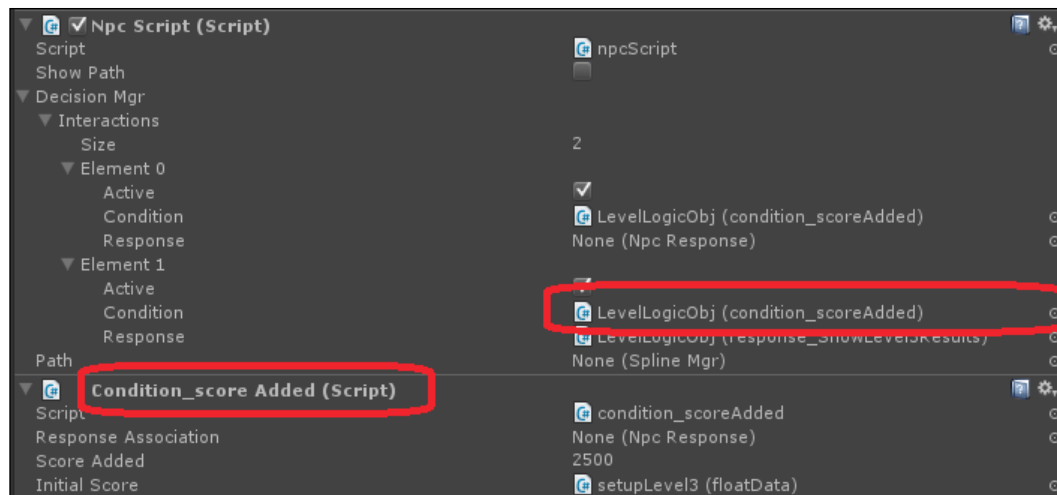 Npc Script (Script)
Script npcScript
Show Path
Decision Mgr
Interactions
Size 2
Element 0
Active
Condition LevelLogicObj (condition_scoreAdded)
Response None (Npc Response)
Element 1
Active
Condition LevelLogicObj (condition_scoreAdded)
Response LevelLogicObj (response_ShowLevel3Results)
Path None (Spline Mgr)
Condition_score Added (Script)
Script condition_scoreAdded
Response Association None (Npc Response)
Score Added 2500
Initial Score setupLevel3 (floatData)